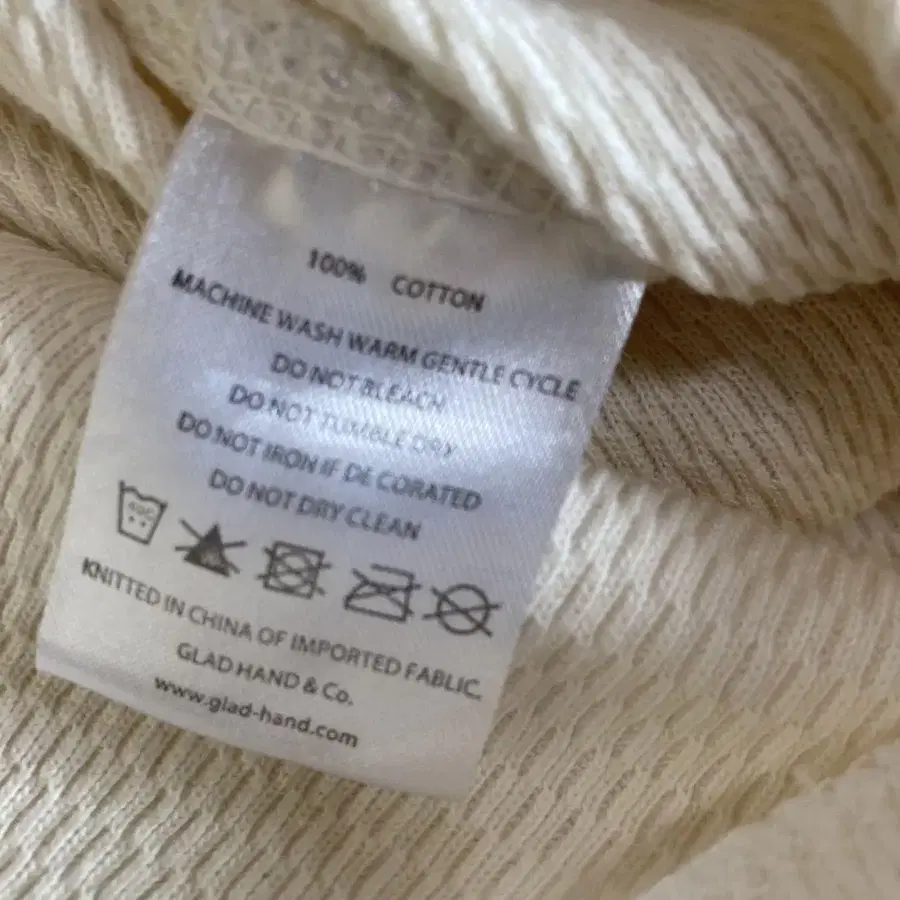 100% COTTON
MACHINE WASH WARM GENTLE CYCLE
DO NOT BLEACH
DO NOT TUMBLE DRY
DO NOT IRON IF DE CORATED
DO NOT DRY CLEAN
KNITTED IN CHINA OF IMPORTED FABLIC.
GLAD HAND & Co.
www.glad-hand.com